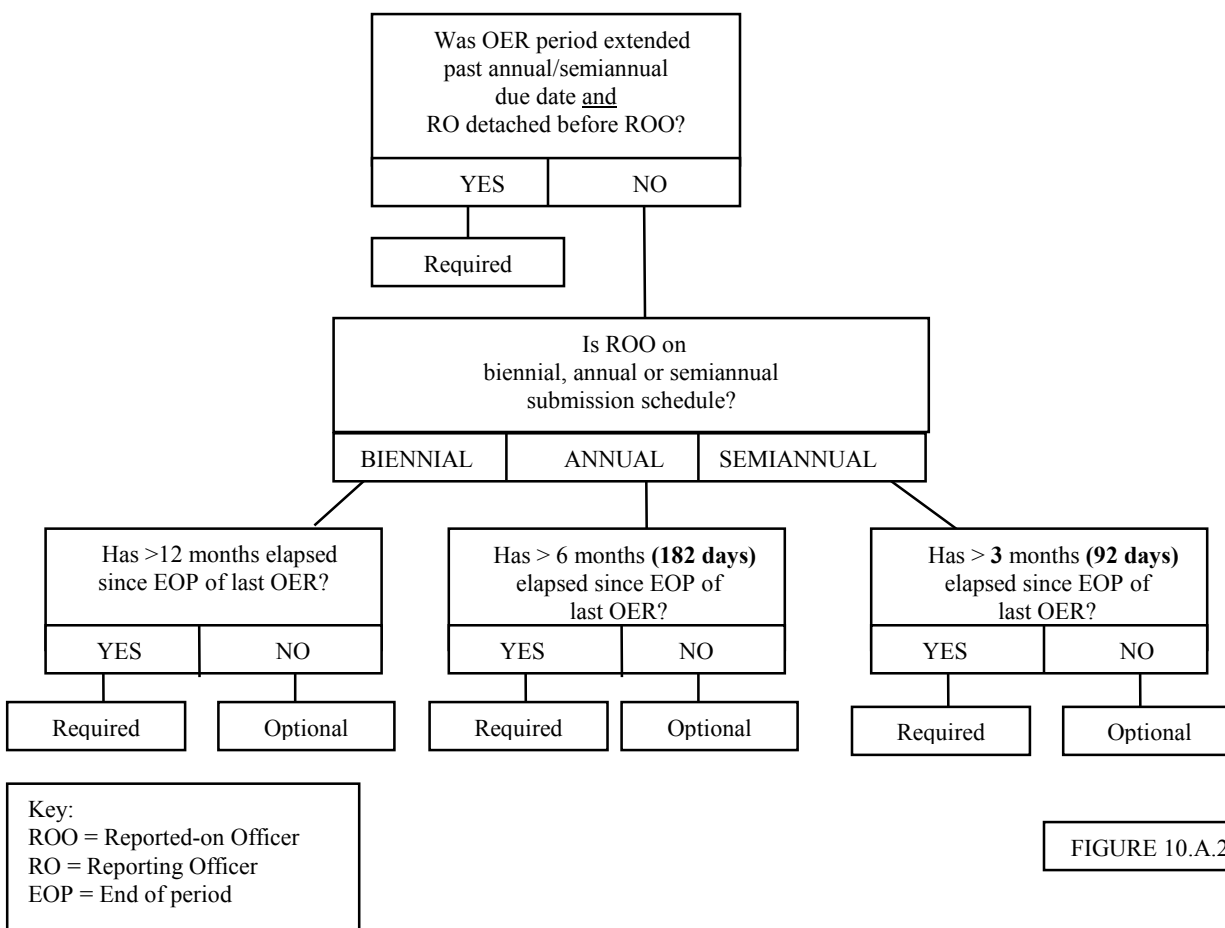 Was OER period extended
past annual/semiannual
due date and
RO detached before ROO?
YES
NO
Required
Is ROO on
biennial, annual or semiannual
submission schedule?
BIENNIAL
ANNUAL
SEMIANNUAL
Has >12 months elapsed
since EOP of last OER?
YES
NO
Required
Optional
Has > 6 months (182 days)
elapsed since EOP of
last OER?
YES
NO
Required
Optional
Has > 3 months (92 days)
elapsed since EOP of
last OER?
YES
NO
Required
Optional
Key:
ROO = Reported-on Officer
RO = Reporting Officer
EOP = End of period
FIGURE 10.A.2